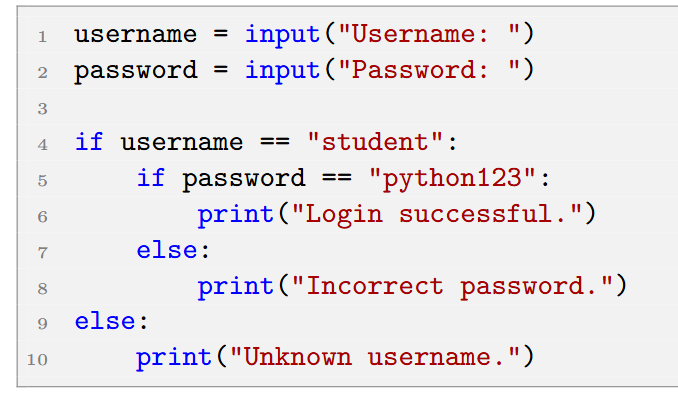 1 username = input("Username: ")
2 password = input("Password: ")
3
4 if username == "student":
5     if password == "python123":
6         print("Login successful.")
7     else:
8         print("Incorrect password.")
9 else:
10     print("Unknown username.")